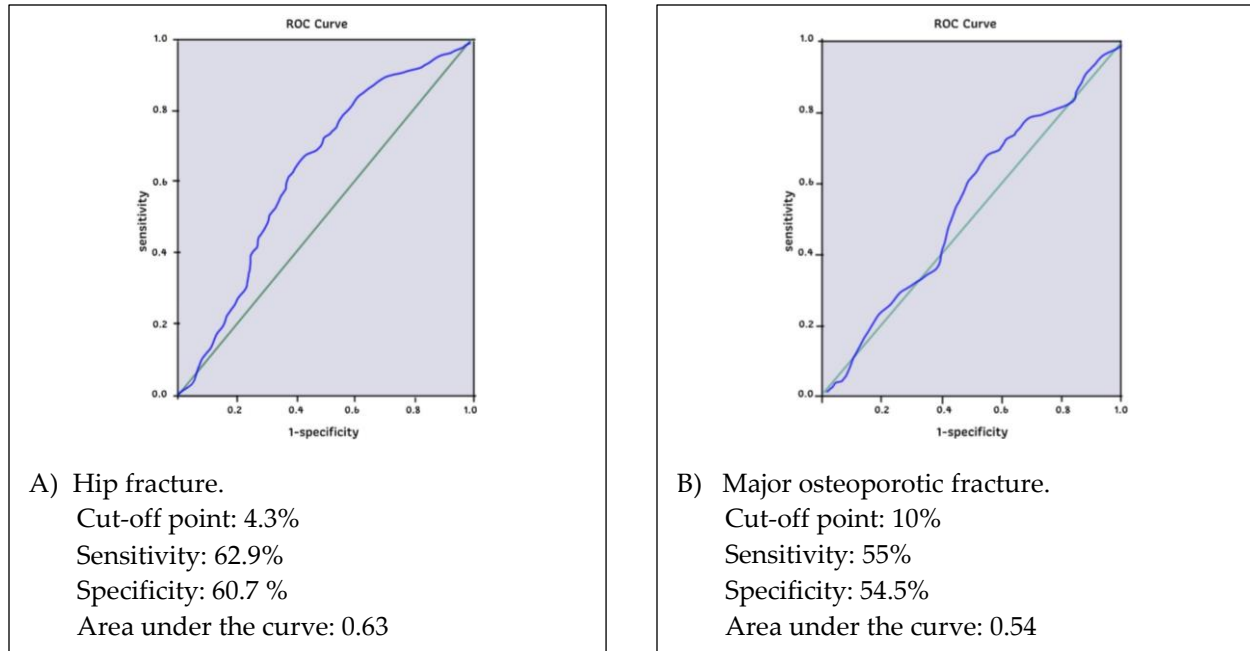 ROC Curve
1.0
0.8
0.6
0.4
0.2
0.0
sensitivity
0.2
0.4
0.6
0.8
1.0
1-specificity
A) Hip fracture.
Cut-off point: 4.3%
Sensitivity: 62.9%
Specificity: 60.7 %
Area under the curve: 0.63
ROC Curve
1.0
0.8
0.6
0.4
0.2
0.0
sensitivity
0.2
0.4
0.6
0.8
1.0
1-specificity
B) Major osteoporotic fracture.
Cut-off point: 10%
Sensitivity: 55%
Specificity: 54.5%
Area under the curve: 0.54